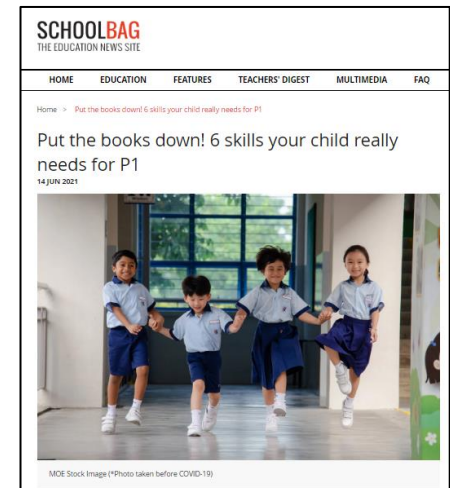 SCHOOLBAG
THE EDUCATION NEWS SITE
HOME EDUCATION FEATURES TEACHERS' DIGEST MULTIMEDIA FAQ
Home > Put the books down! 6 skills your child really needs for P1
Put the books down! 6 skills your child really
needs for P1
14 JUN 2021
MOE Stock Image (*Photo taken before COVID-19)